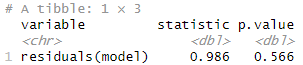 # A tibble: 1 × 3
variable statistic p.value
<chr> <dbl> <dbl>
1 residuals(model) 0.986 0.566